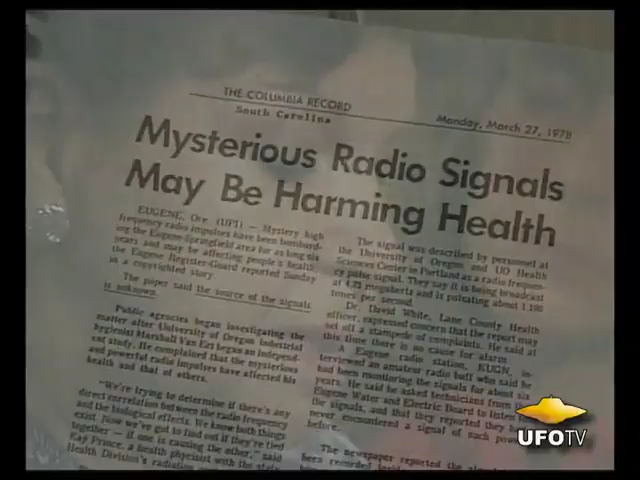 THE COLUMBIA RECORD
South Carolina
Monday, March 27, 1978
Mysterious Radio Signals
May Be Harming Health
EUGENE, Ore. (UPI) — Mystery high
frequency radio impulses have been bombard-
ing the Eugene-Springfield area for as long six
years and may be affecting people's health,
the Eugene Register-Guard reported Sunday
in a copyrighted story.
The paper said the source of the signals
is unknown.
Public agencies began investigating the
matter after University of Oregon industrial
hygienist Marshall Van Ert began an independ-
ent study. He complained that the mysterious
and powerful radio impulses have affected his
health and that of others.
"We're trying to determine if there's any
direct correlation between the radio frequency
and the biological effects. We know both things
exist. Now we've got to find out if they're tied
together — if one is causing the other," said
Kay Prince, a health physicist with the state
Health Division's radiation
The signal was described by personnel at
the University of Oregon and UO Health
Sciences Center in Portland as a radio frequen-
cy pulse signal. They say it is being broadcast
at 4.75 megahertz and is pulsating about 1,100
times per second.
Dr. David White, Lane County Health
officer, expressed concern that the report may
set off a stampede of complaints. He said at
this time there is no cause for alarm.
A Eugene radio station, KUGN, in-
terviewed an amateur radio buff who said he
had been monitoring the signals for about six
years. He said he asked technicians from
Eugene Water and Electric Board to listen
the signals, and that they reported they had
never encountered a signal of such
before.
The newspaper reported the
been recorded
UFOTV